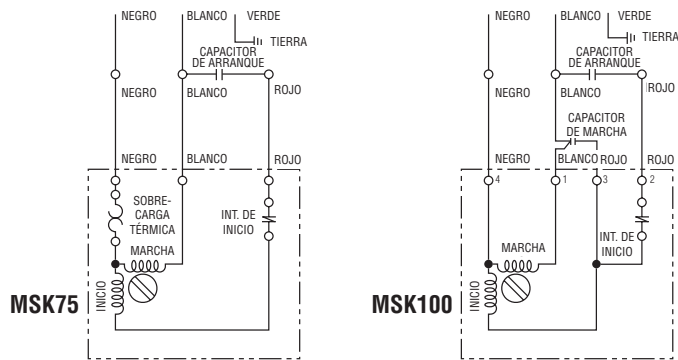 NEGRO
BLANCO
VERDE
TIERRA
CAPACITOR
DE ARRANQUE
NEGRO
BLANCO
ROJO
NEGRO
BLANCO
ROJO
SOBRE-
CARGA
TÉRMICA
INT. DE
INICIO
MARCHA
INICIO
MSK75
NEGRO
BLANCO
VERDE
TIERRA
CAPACITOR
DE ARRANQUE
NEGRO
BLANCO
ROJO
CAPACITOR
DE MARCHA
NEGRO
BLANCO
ROJO
ROJO
4
1
3
2
MARCHA
INT. DE
INICIO
INICIO
MSK100